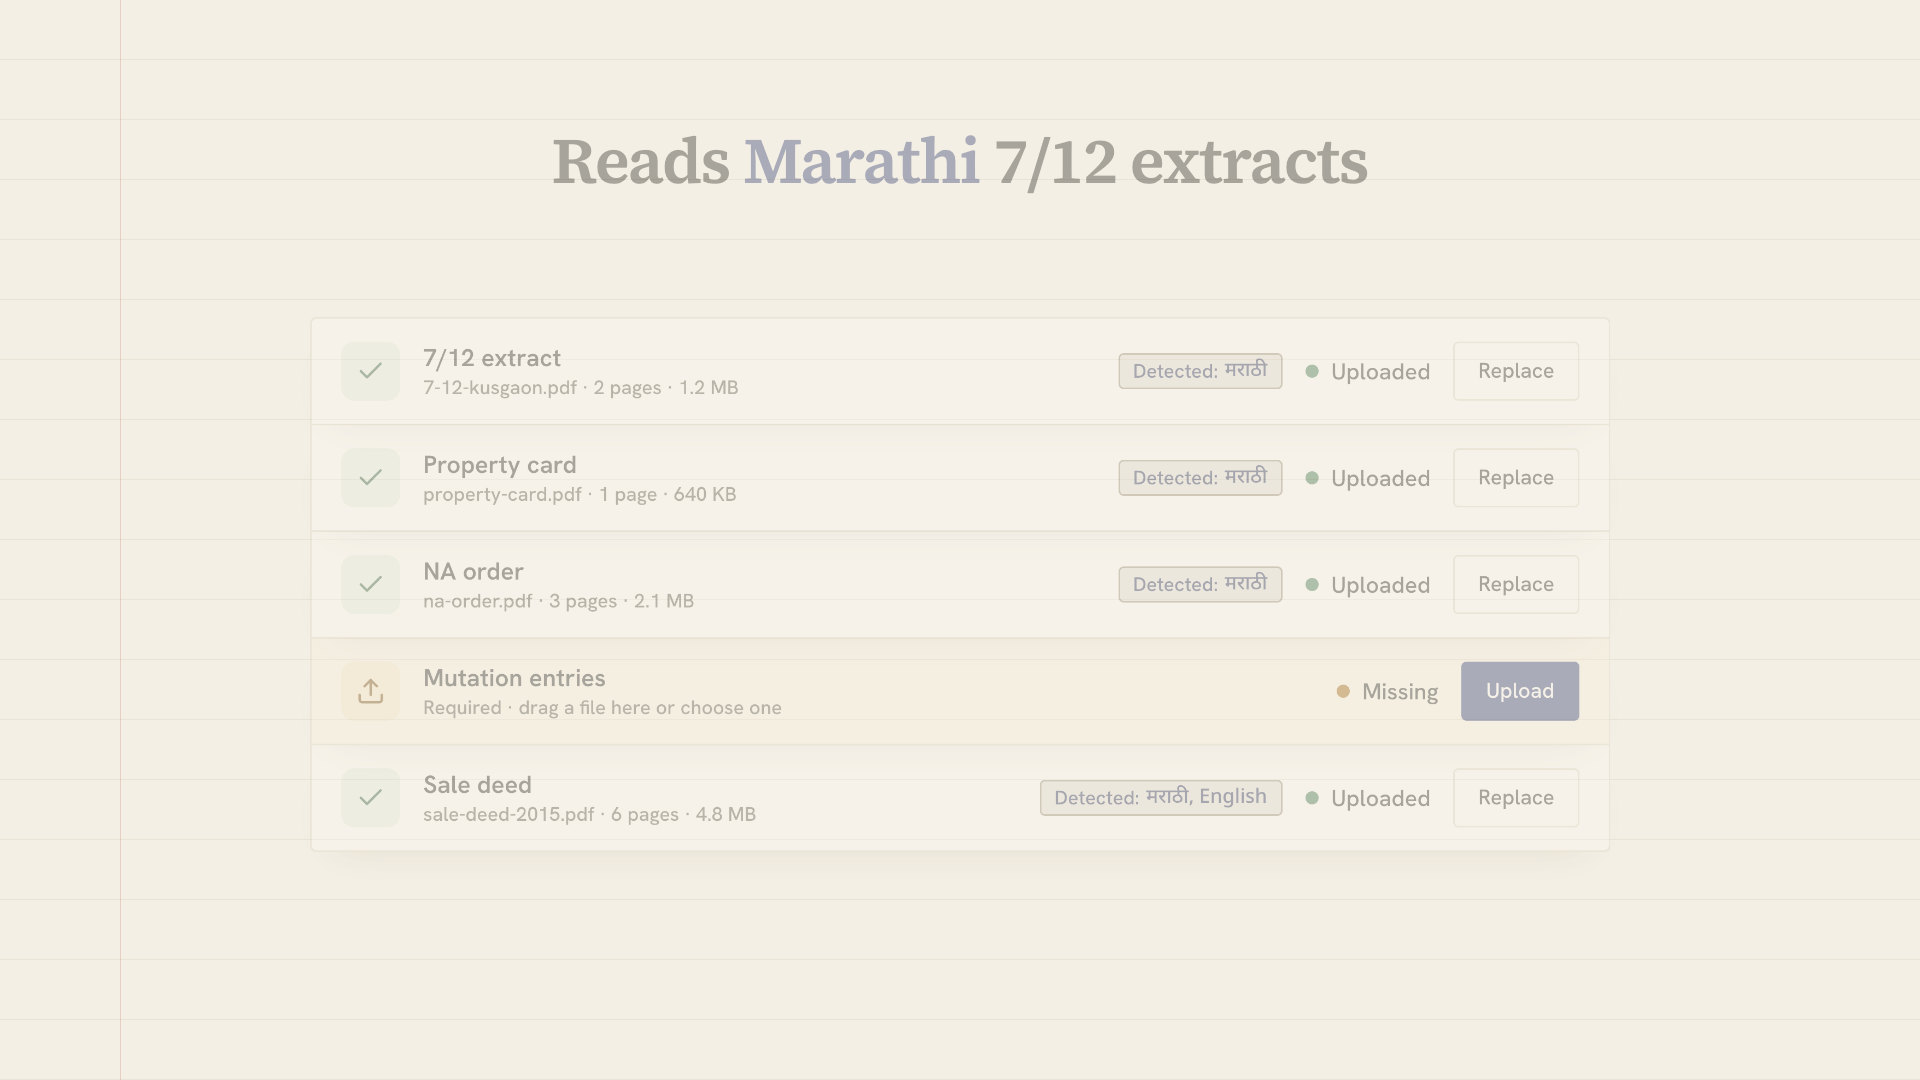 Reads Marathi 7/12 extracts
7/12 extract
7-12-kusgaon.pdf · 2 pages · 1.2 MB
Detected: मराठी
Uploaded
Replace
Property card
property-card.pdf · 1 page · 640 KB
Detected: मराठी
Uploaded
Replace
NA order
na-order.pdf · 3 pages · 2.1 MB
Detected: मराठी
Uploaded
Replace
Mutation entries
Required · drag a file here or choose one
Missing
Upload
Sale deed
sale-deed-2015.pdf · 6 pages · 4.8 MB
Detected: मराठी, English
Uploaded
Replace